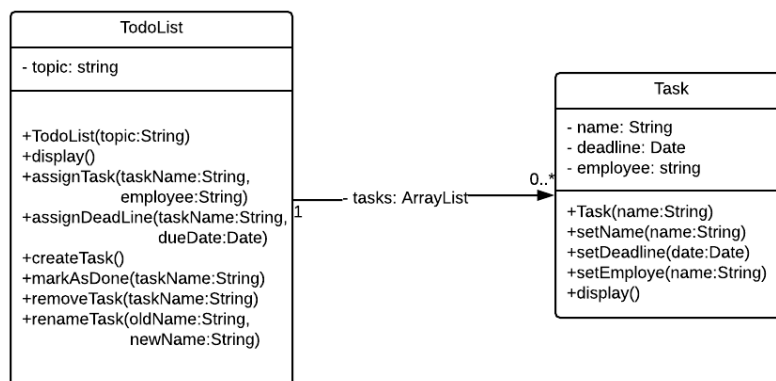 TodoList
- topic: string
+TodoList(topic:String)
+display()
+assignTask(taskName:String,
employee:String)
+assignDeadLine(taskName:String,
dueDate:Date)
+createTask()
+markAsDone(taskName:String)
+removeTask(taskName:String)
+renameTask(oldName:String,
newName:String)
1
- tasks: ArrayList
0..*
Task
- name: String
- deadline: Date
- employee: string
+Task(name:String)
+setName(name:String)
+setDeadline(date:Date)
+setEmploye(name:String)
+display()